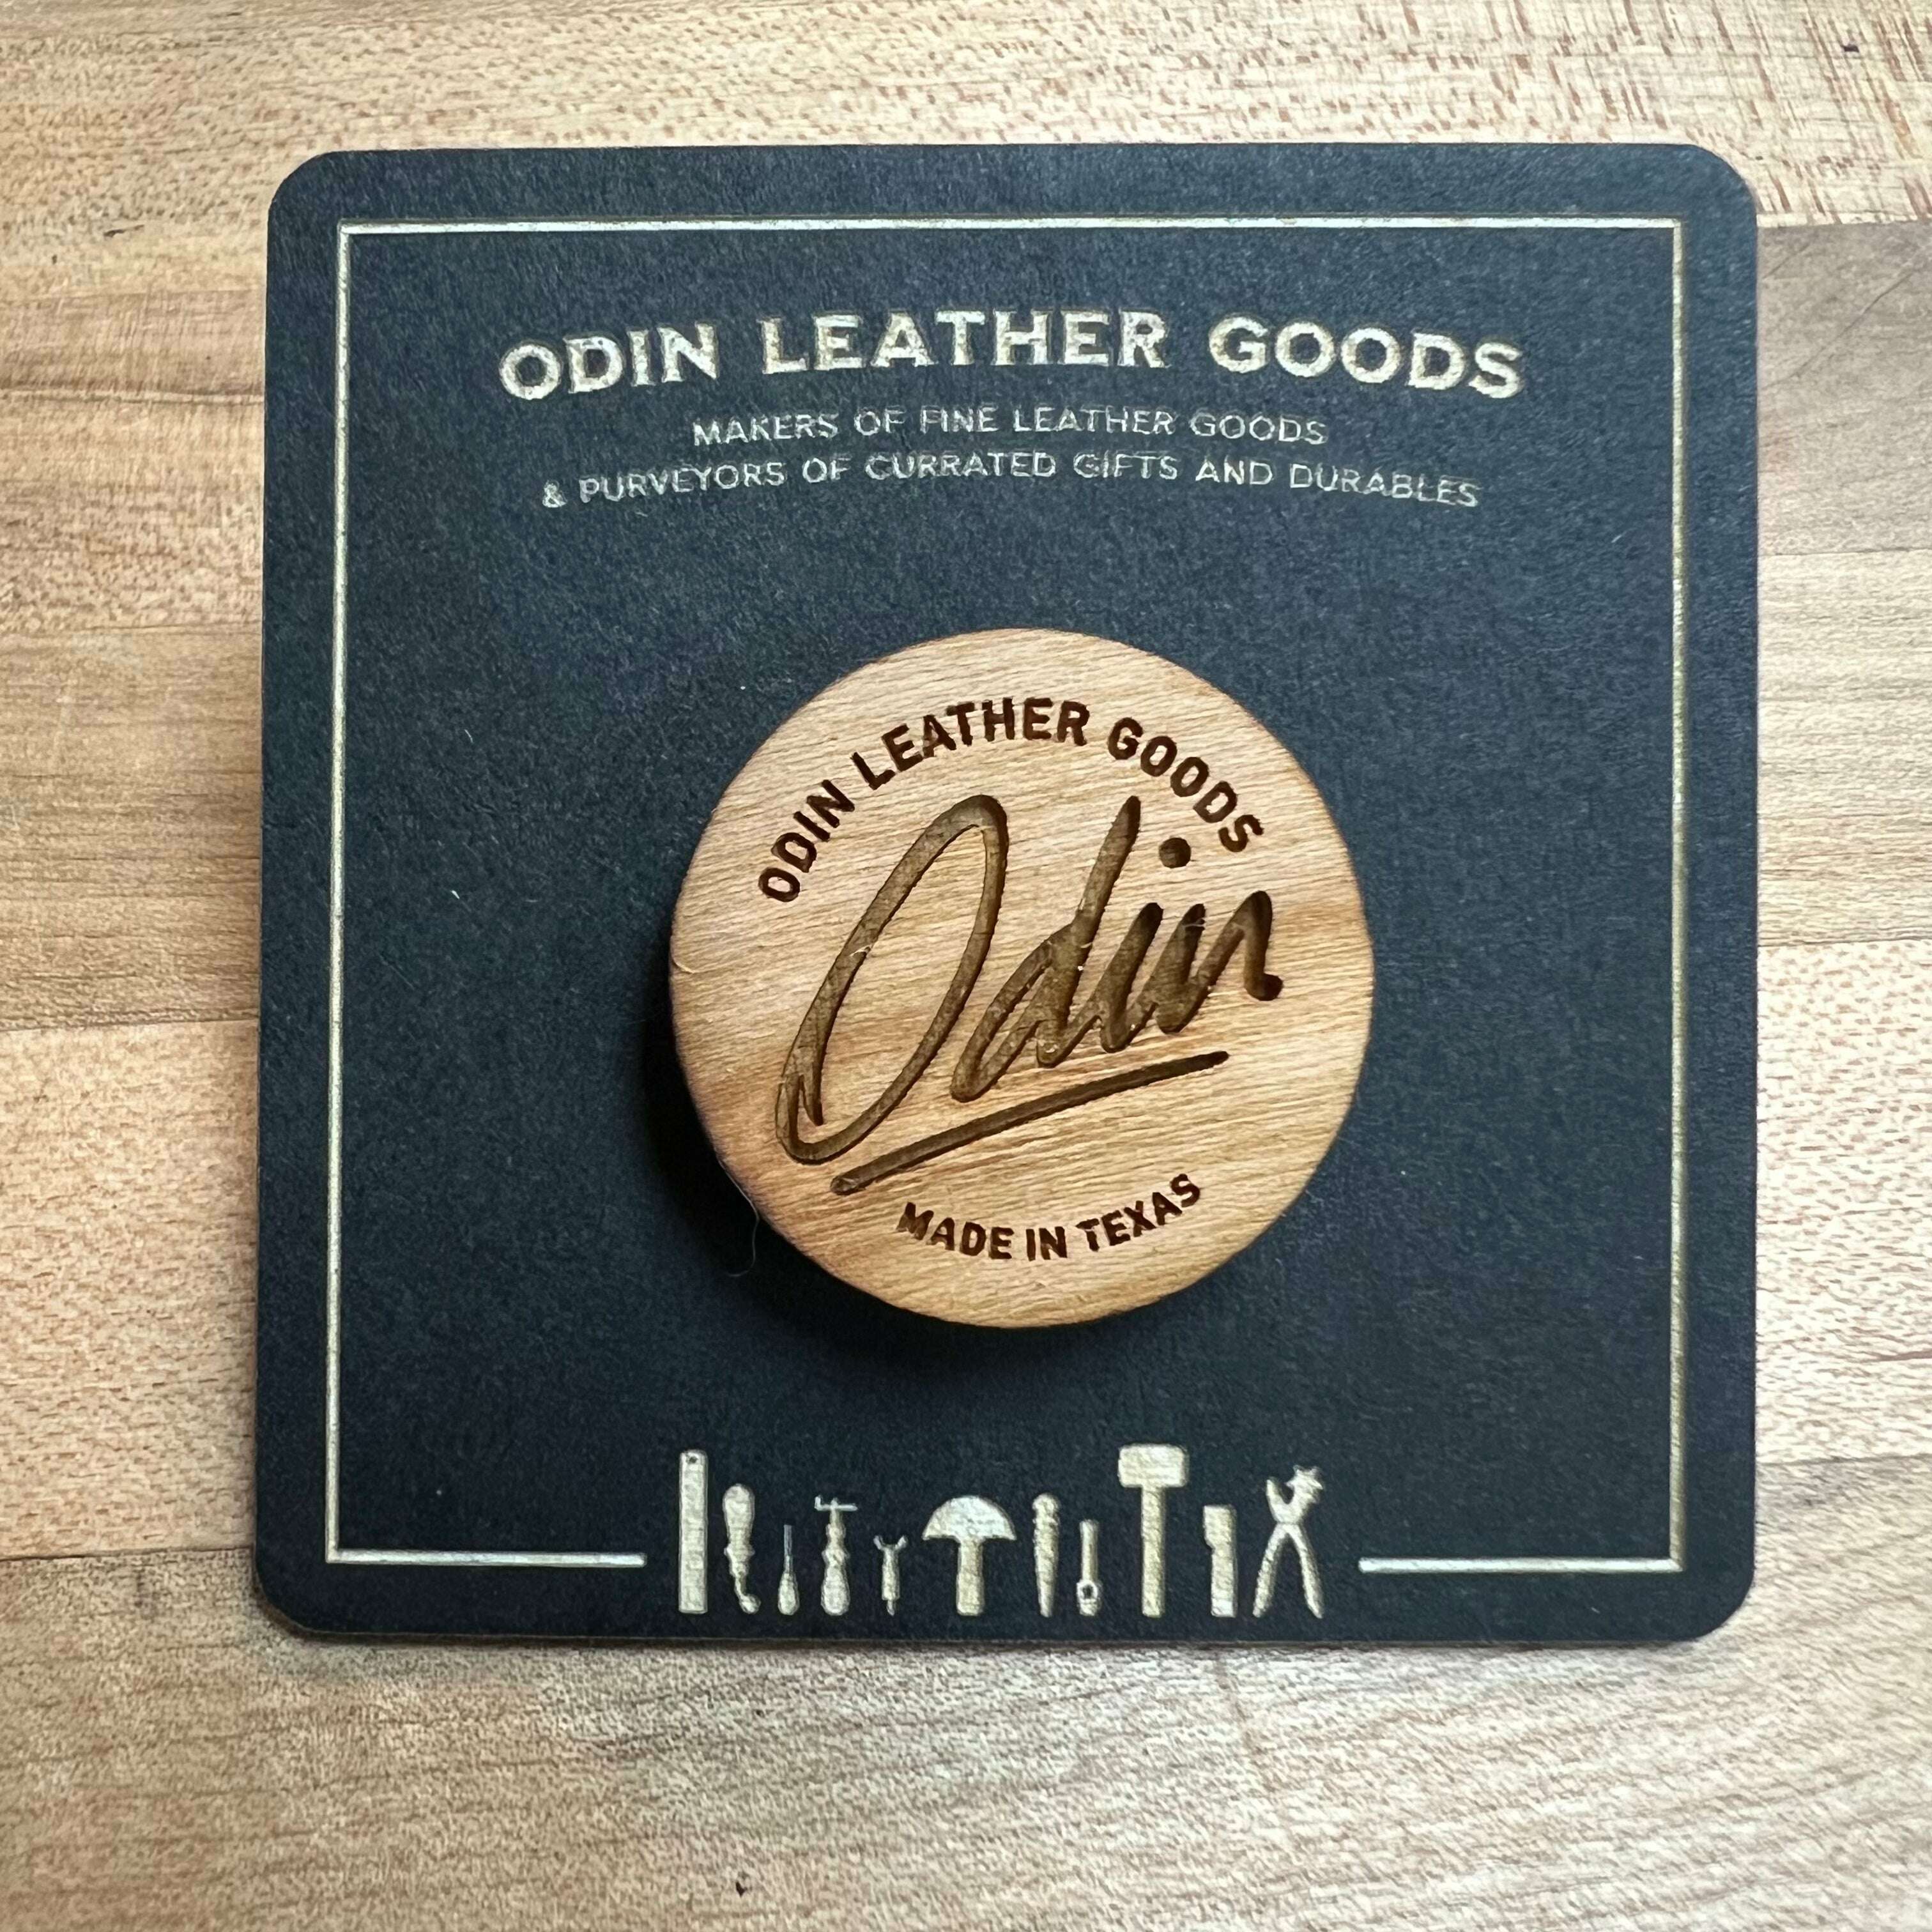 ODIN LEATHER GOODS
MAKERS OF FINE LEATHER GOODS
& PURVEYORS OF CURRATED GIFTS AND DURABLES
ODIN LEATHER GOODS
Odin
MADE IN TEXAS